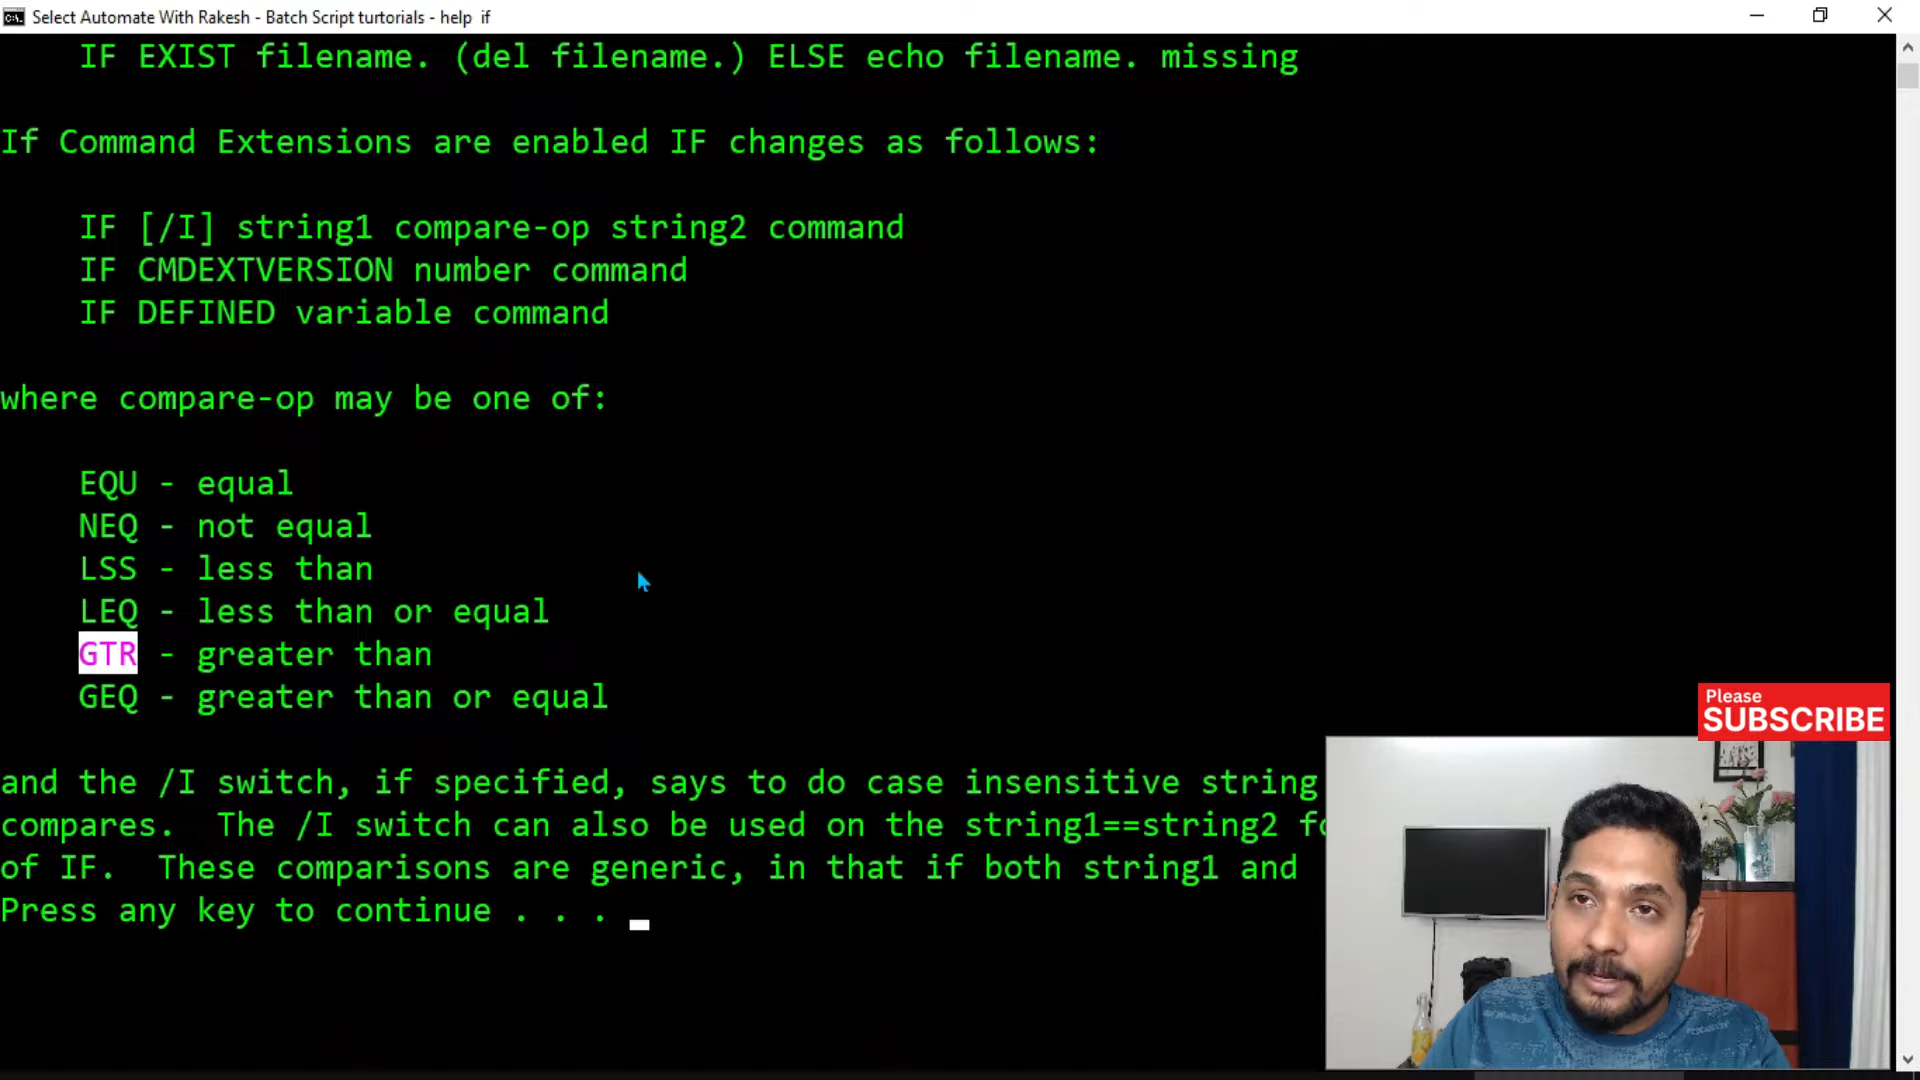 Select Automate With Rakesh - Batch Script turtorials - help if
IF EXIST filename. (del filename.) ELSE echo filename. missing
If Command Extensions are enabled IF changes as follows:
IF [/I] string1 compare-op string2 command
IF CMDEXTVERSION number command
IF DEFINED variable command
where compare-op may be one of:
EQU - equal
NEQ - not equal
LSS - less than
LEQ - less than or equal
GTR - greater than
GEQ - greater than or equal
and the /I switch, if specified, says to do case insensitive string
compares. The /I switch can also be used on the string1==string2
of IF. These comparisons are generic, in that if both string1 and
Press any key to continue . . .
Please
SUBSCRIBE